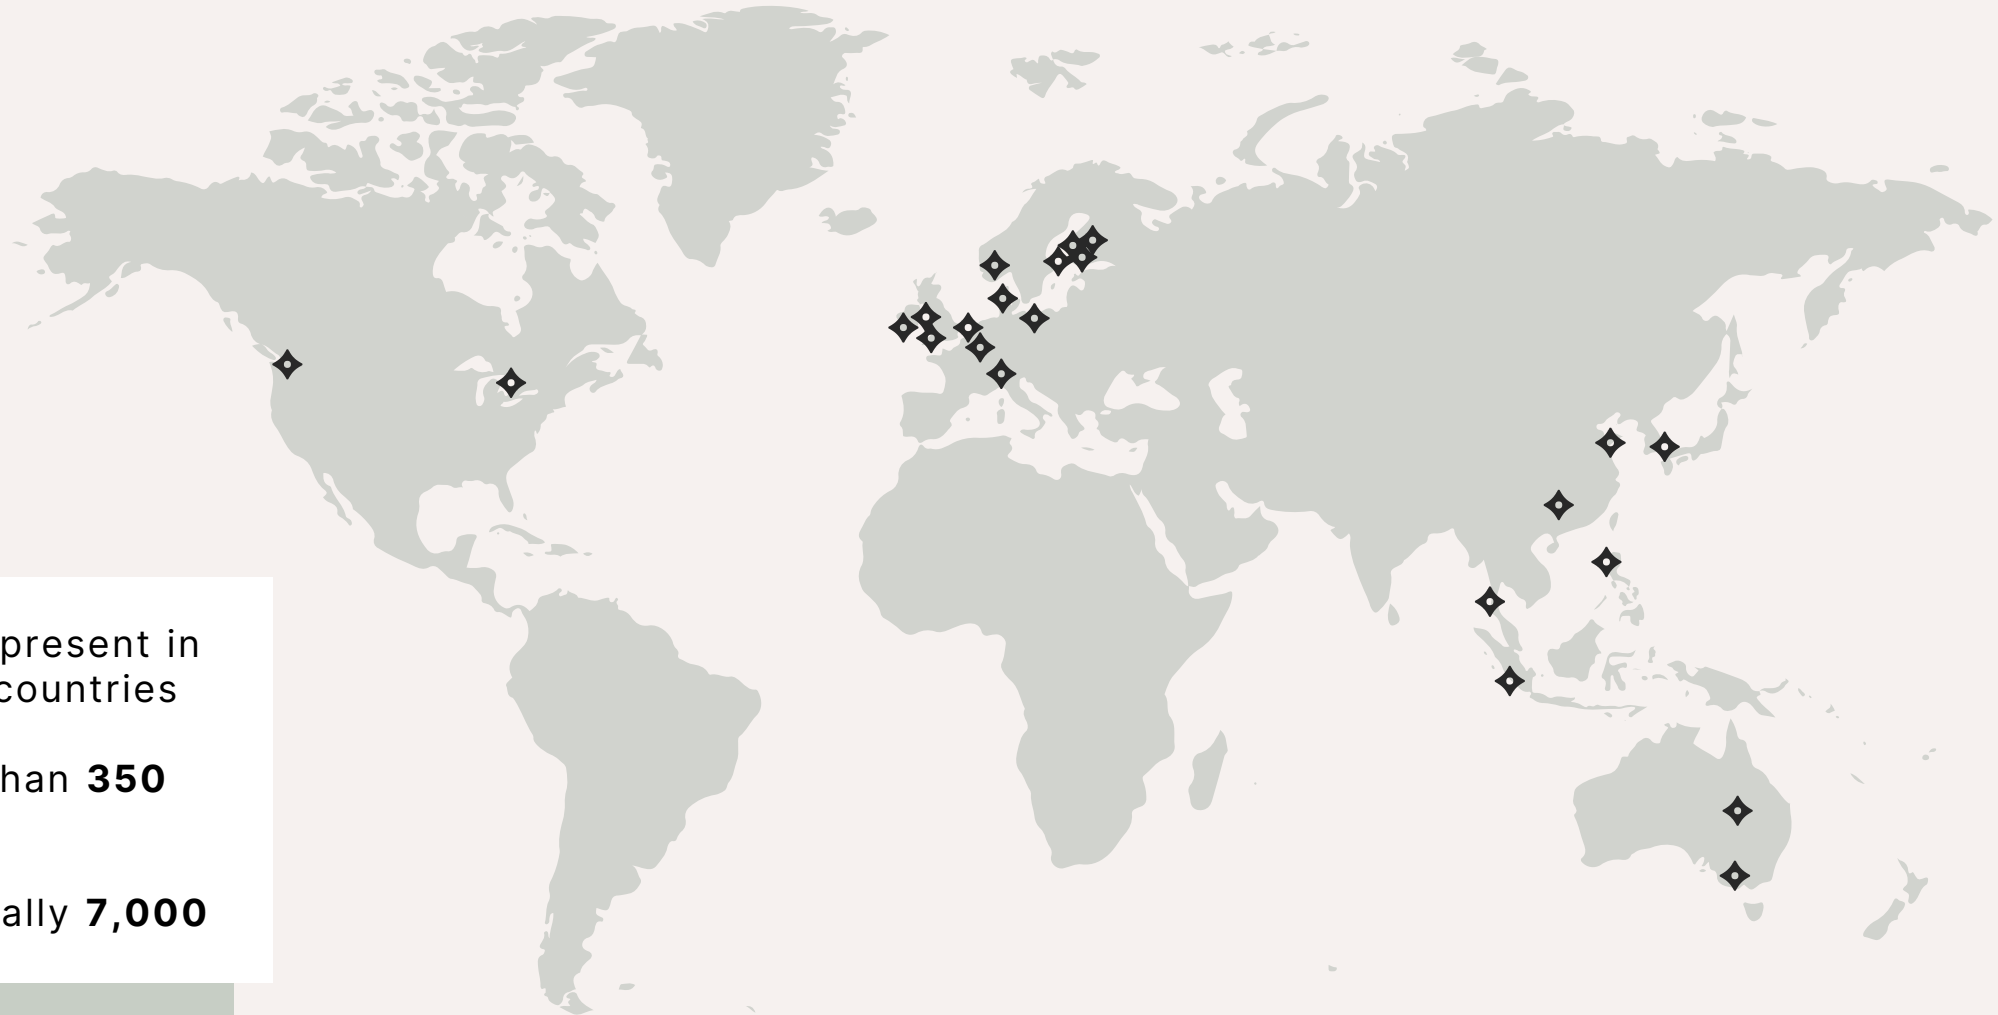 present in
countries
han 350
ally 7,000